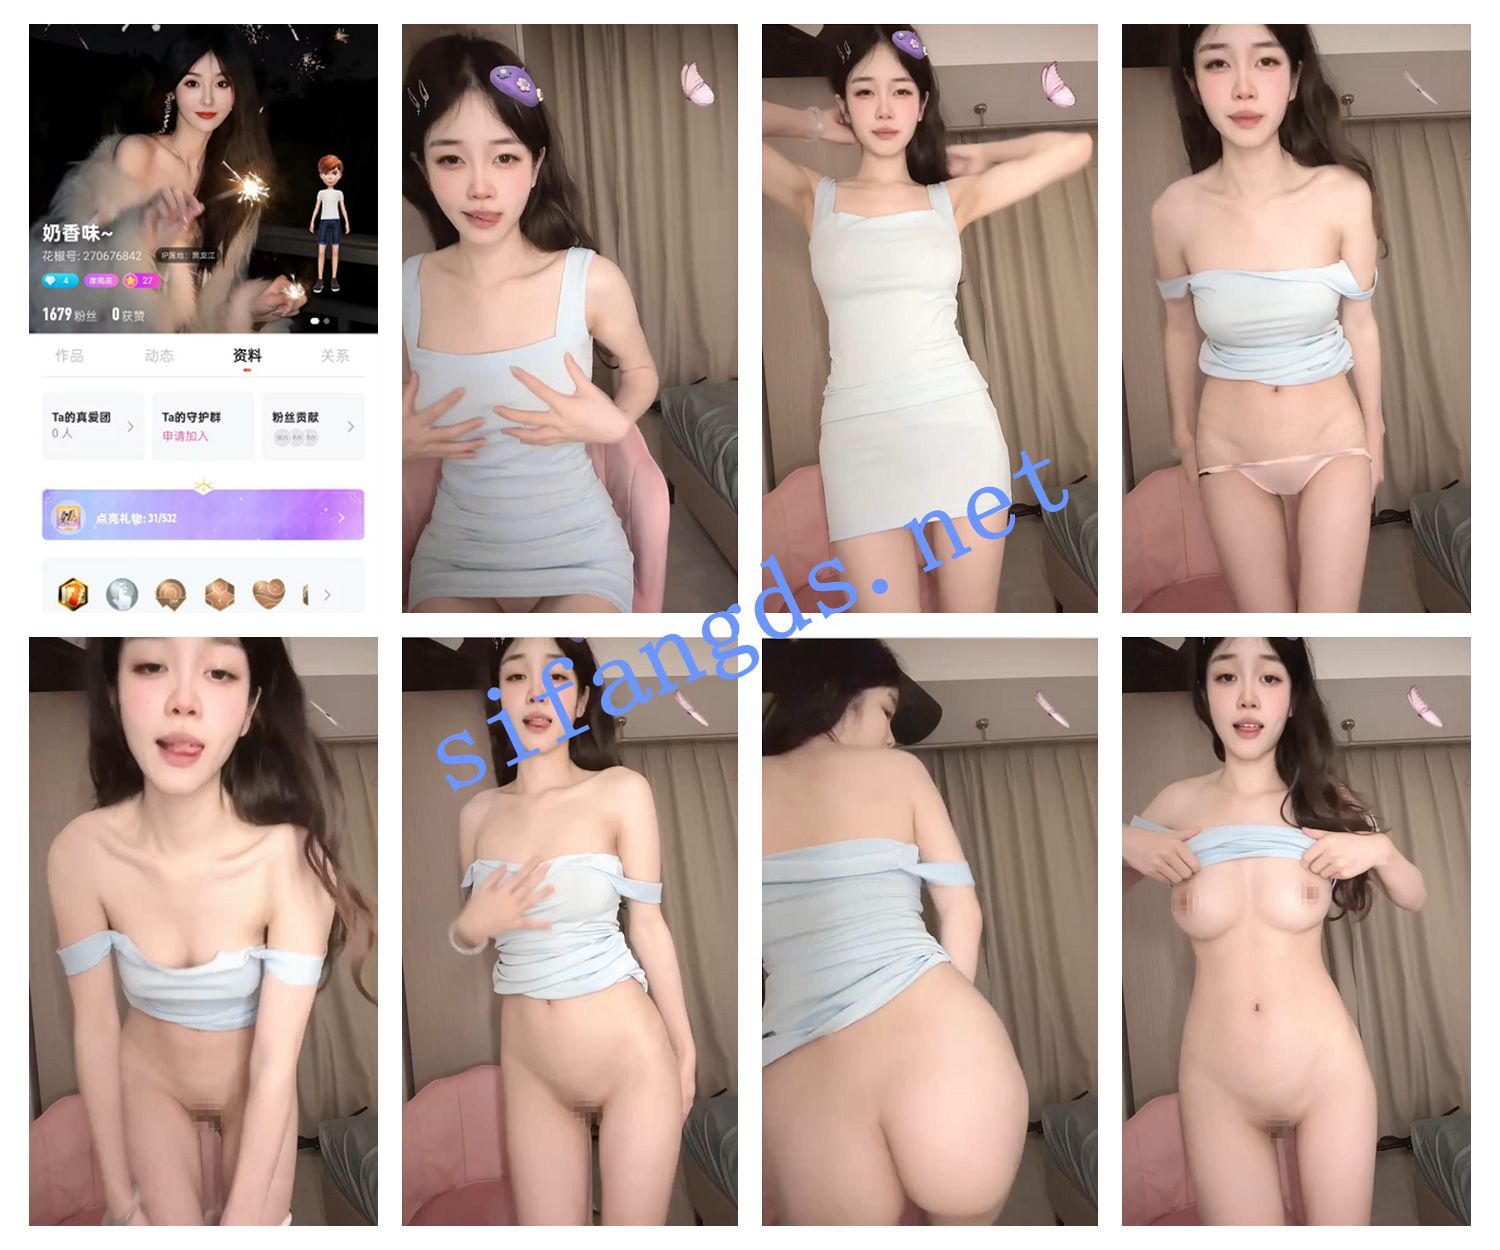 奶香味~
花椒号: 270676842
IP属地：黑龙江
4
摩羯座
27
1679 粉丝 0 获赞
作品 动态 资料 关系
Ta的真爱团
0 人
Ta的守护群
申请加入
粉丝贡献
点亮礼物: 31/532
sifangds.net